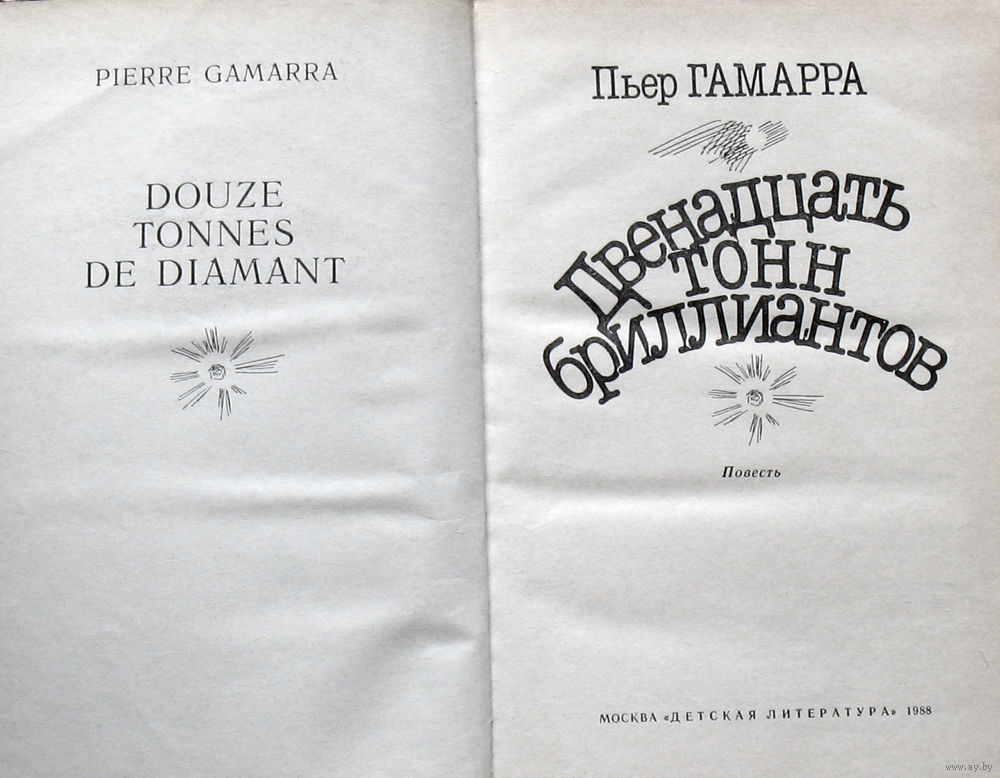 PIERRE GAMARRA
DOUZE
TONNES
DE DIAMANT
Пьер ГАМАРРА
Двенадцать
тонн
бриллиантов
Повесть
МОСКВА «ДЕТСКАЯ ЛИТЕРАТУРА» 1988
www.ay.by